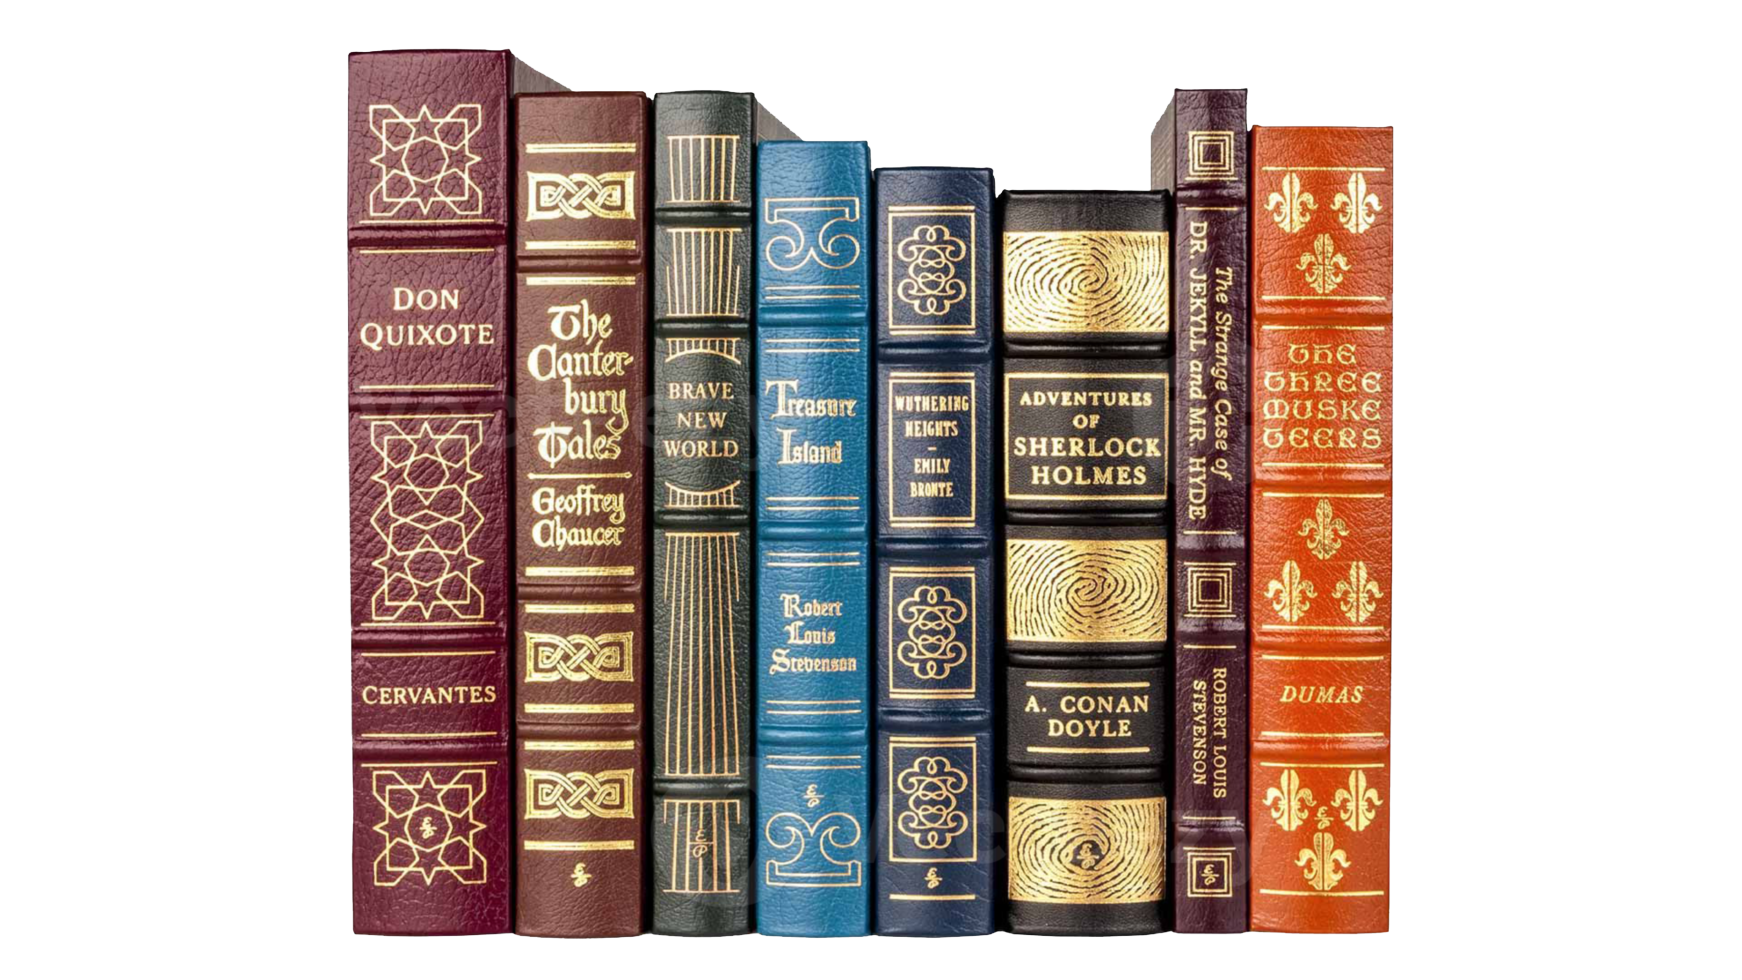 DON
QUIXOTE
CERVANTES
The
Canter-
bury
Tales
Geoffrey
Chaucer
BRAVE
NEW
WORLD
Treasure
Island
Robert
Louis
Stevenson
WUTHERING
HEIGHTS
–
EMILY
BRONTE
ADVENTURES
OF
SHERLOCK
HOLMES
A. CONAN
DOYLE
The Strange Case of
DR. JEKYLL and MR. HYDE
ROBERT LOUIS
STEVENSON
THE
THREE
MUSKE
TEERS
DUMAS